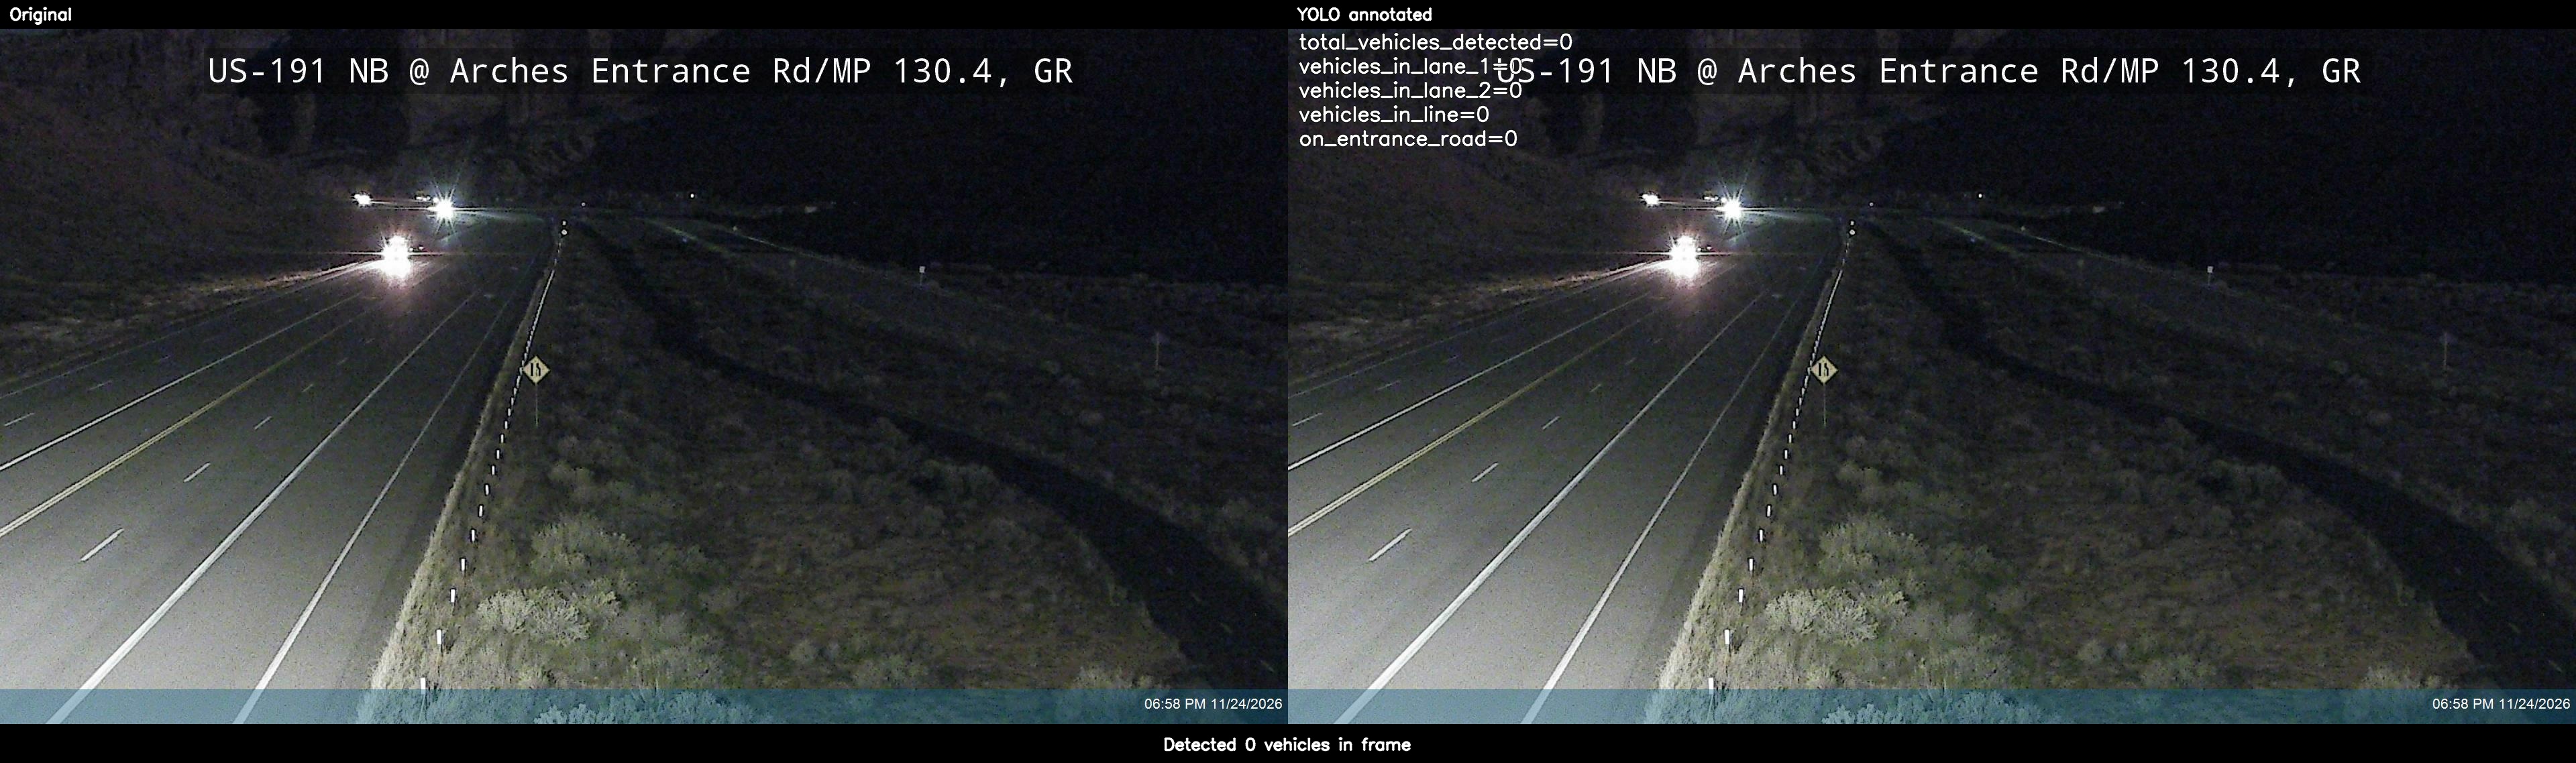 Original
US-191 NB @ Arches Entrance Rd/MP 130.4, GR
06:58 PM 11/24/2026
YOLO annotated
total_vehicles_detected=0
vehicles_in_lane_1=0
US-191 NB @ Arches Entrance Rd/MP 130.4, GR
vehicles_in_lane_2=0
vehicles_in_line=0
on_entrance_road=0
06:58 PM 11/24/2026
Detected 0 vehicles in frame